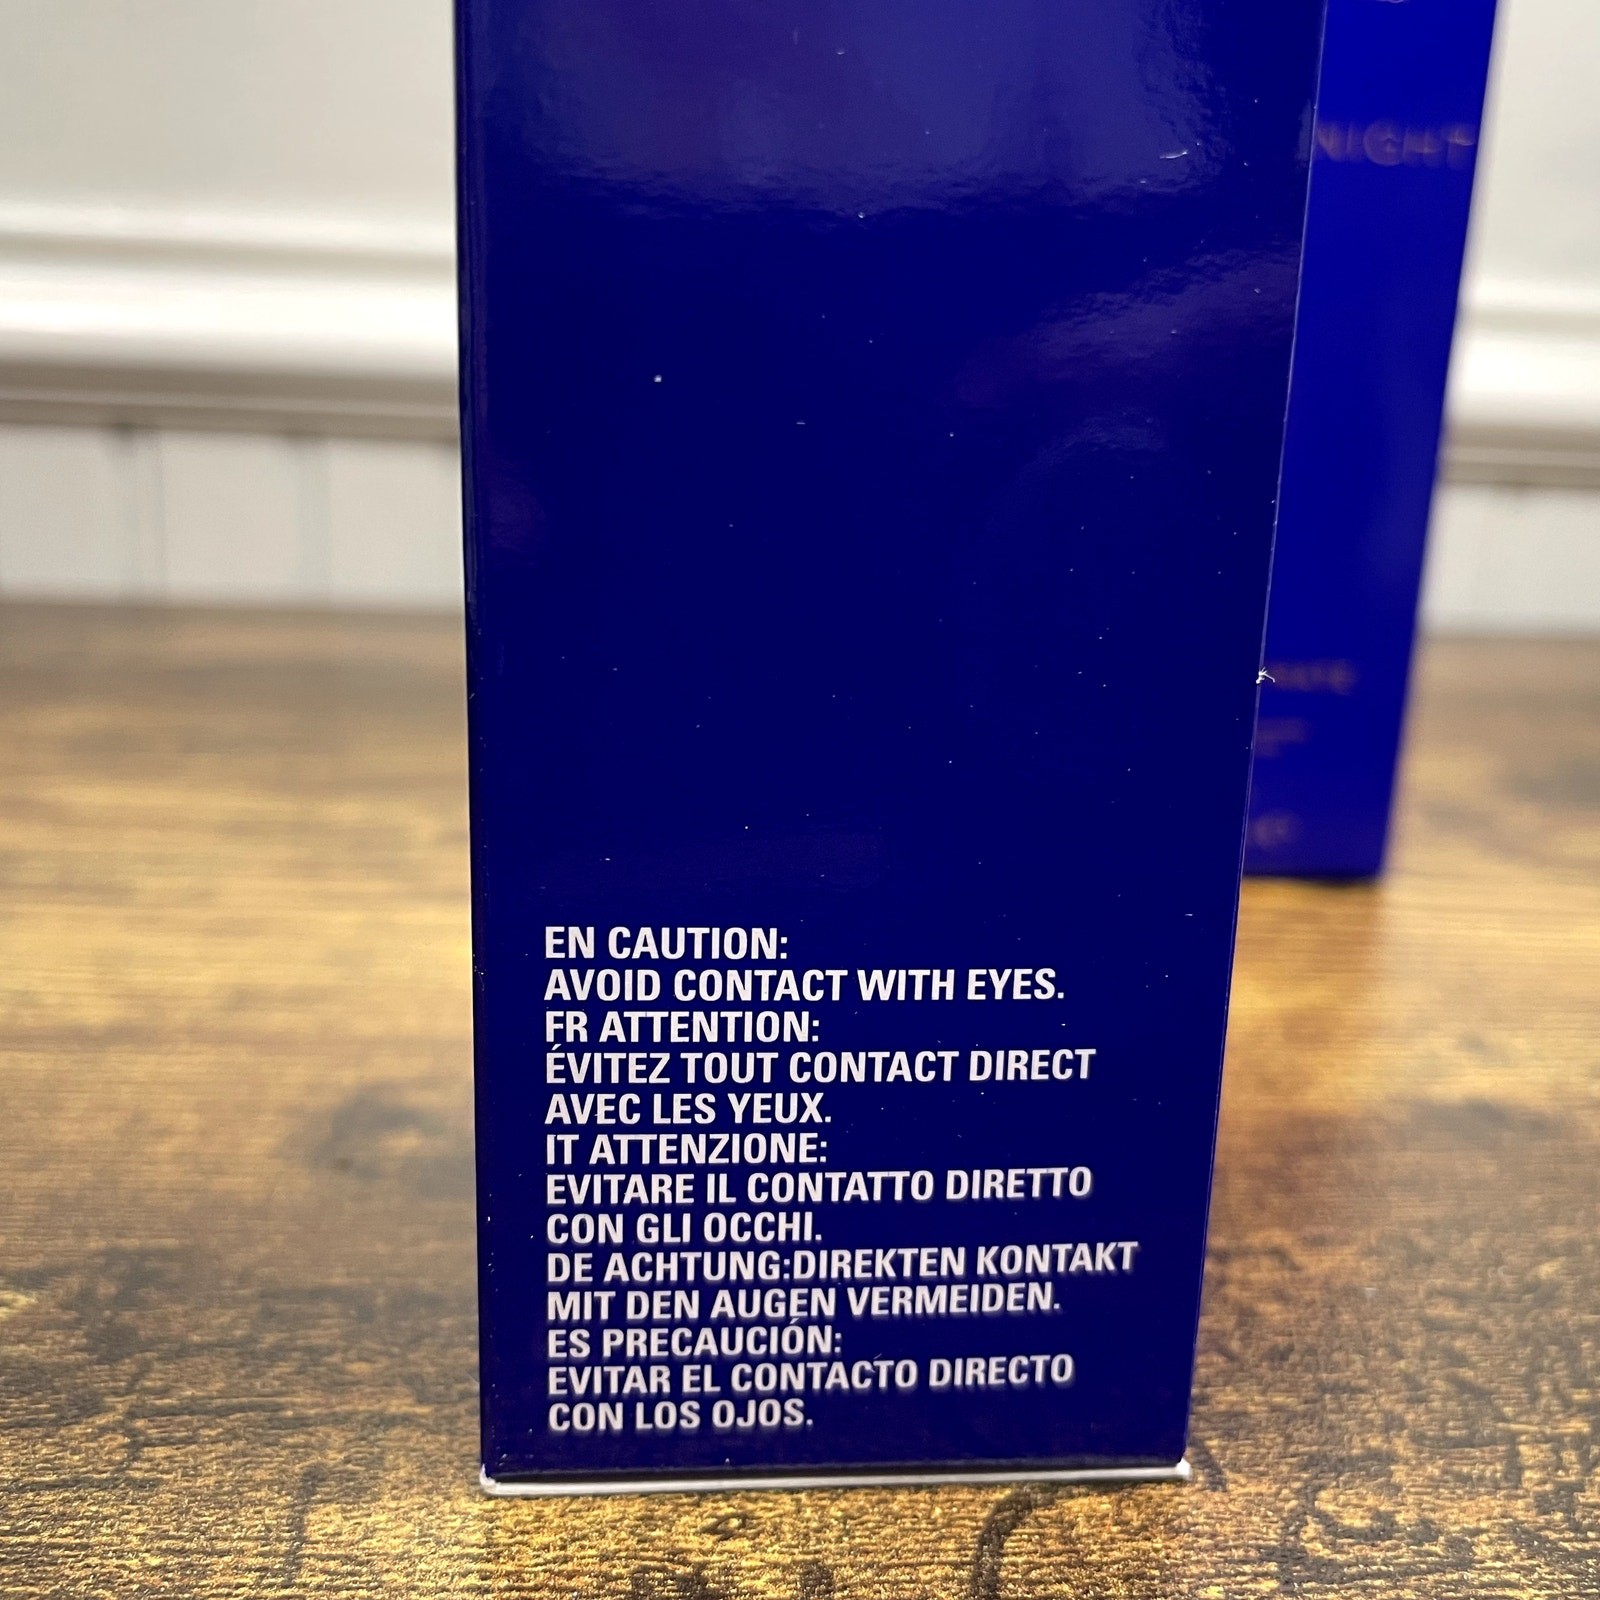 EN CAUTION:
AVOID CONTACT WITH EYES.
FR ATTENTION:
ÉVITEZ TOUT CONTACT DIRECT
AVEC LES YEUX.
IT ATTENZIONE:
EVITARE IL CONTATTO DIRETTO
CON GLI OCCHI.
DE ACHTUNG:DIREKTEN KONTAKT
MIT DEN AUGEN VERMEIDEN.
ES PRECAUCIÓN:
EVITAR EL CONTACTO DIRECTO
CON LOS OJOS.
NIGHT